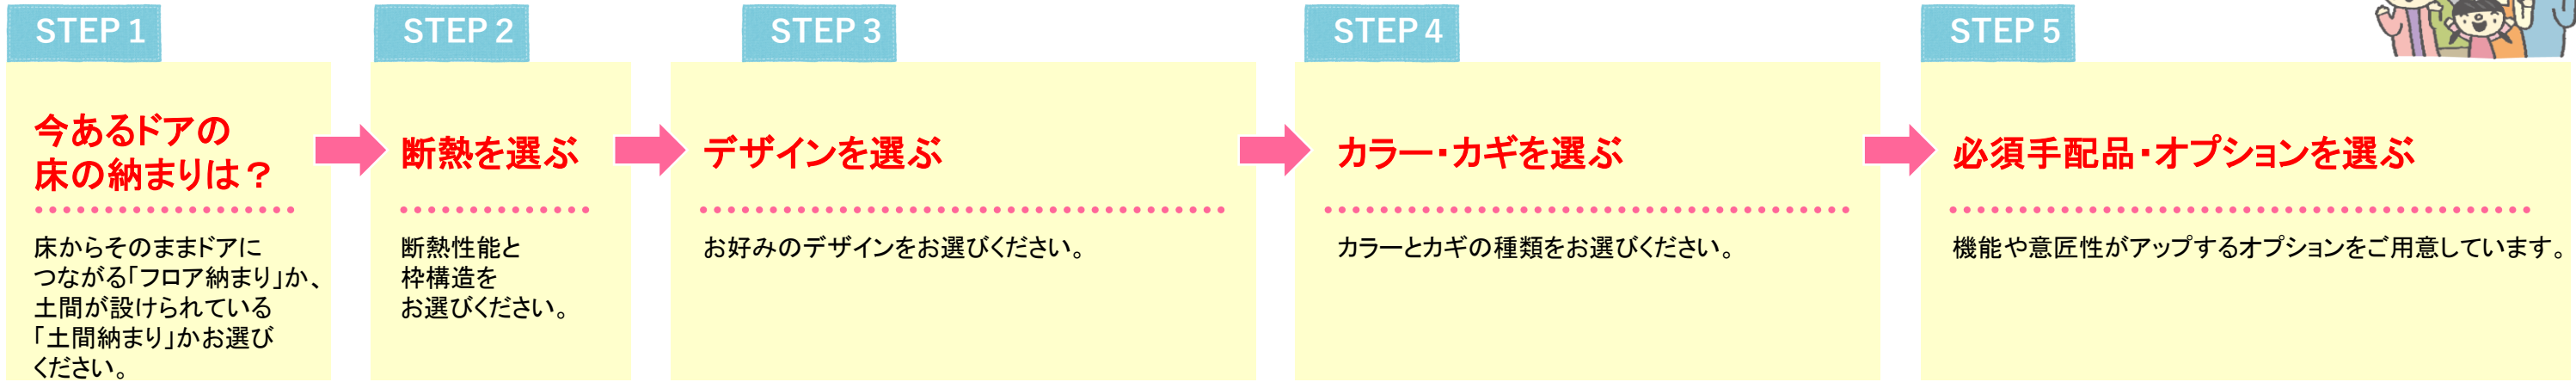 STEP 1
今あるドアの
床の納まりは？
床からそのままドアに
つながる「フロア納まり」か、
土間が設けられている
「土間納まり」かお選び
ください。
STEP 2
断熱を選ぶ
断熱性能と
枠構造を
お選びください。
STEP 3
デザインを選ぶ
お好みのデザインをお選びください。
STEP 4
カラー・カギを選ぶ
カラーとカギの種類をお選びください。
STEP 5
必須手配品・オプションを選ぶ
機能や意匠性がアップするオプションをご用意しています。